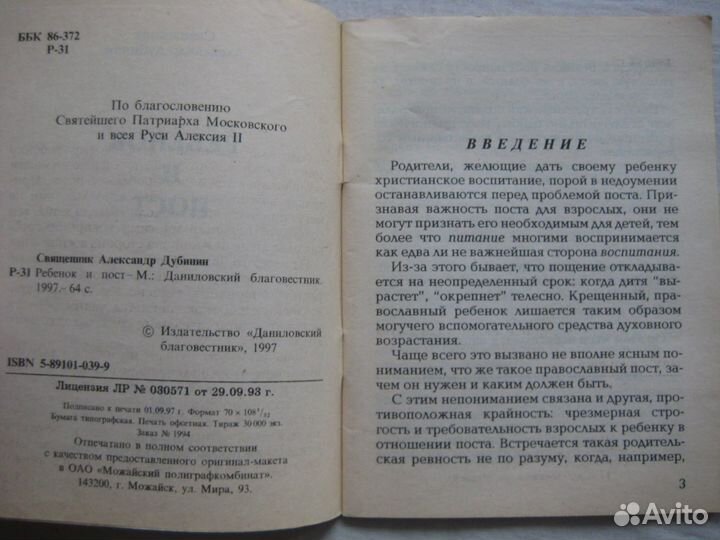 ББК 86-372
Р-31
По благословению
Святейшего Патриарха Московского
и всея Руси Алексия II
Священник Александр Дубинин
Р-31 Ребенок и пост – М.: Даниловский благовестник.
1997.– 64 с.
© Издательство «Даниловский
благовестник», 1997
ISBN 5-89101-039-9
Лицензия ЛР № 030571 от 29.09.93 г.
Подписано к печати 01.09.97 г. Формат 70 × 108 1/32
Бумага типографская. Печать офсетная. Тираж 30 000 экз.
Заказ № 1994
Отпечатано в полном соответствии
с качеством предоставленного оригинал-макета
в ОАО «Можайский полиграфкомбинат».
143200, г. Можайск, ул. Мира, 93.
ВВЕДЕНИЕ
Родители, желющие дать своему ребенку
христианское воспитание, порой в недоумении
останавливаются перед проблемой поста. При-
знавая важность поста для взрослых, они не
могут признать его необходимым для детей, тем
более что питание многими воспринимается
как едва ли не важнейшая сторона воспитания.
Из-за этого бывает, что пощение откладыв-
ается на неопределенный срок: когда дитя "вы-
растет", "окрепнет" телесно. Крещенный, пра-
вославный ребенок лишается таким образом
могучего вспомогательного средства духовного
возрастания.
Чаще всего это вызвано не вполне ясным по-
ниманием, что же такое православный пост, за-
чем он нужен и каким должен быть.
С этим непониманием связана и другая, про-
тивоположная крайность: чрезмерная стро-
гость и требовательность взрослых к ребенку в
отношении поста. Встречается такая родитель-
ская ревность не по разуму, когда, например,
3
Avito